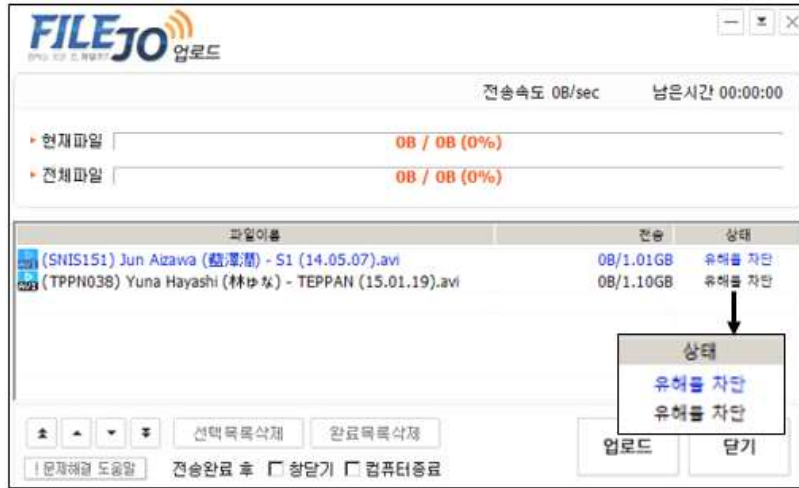 FILEJO 업로드
전송속도 0B/sec 남은시간 00:00:00
현재파일 0B / 0B (0%)
전체파일 0B / 0B (0%)
파일이름 전송 상태
(SNIS151) Jun Aizawa (藍澤潤) - S1 (14.05.07).avi 0B/1.01GB 유해물 차단
(TPPN038) Yuna Hayashi (林ゆな) - TEPPAN (15.01.19).avi 0B/1.10GB 유해물 차단
상태
유해물 차단
유해물 차단
선택목록삭제 완료목록삭제 업로드 닫기
! 문제해결 도움말 전송완료 후 창닫기 컴퓨터종료